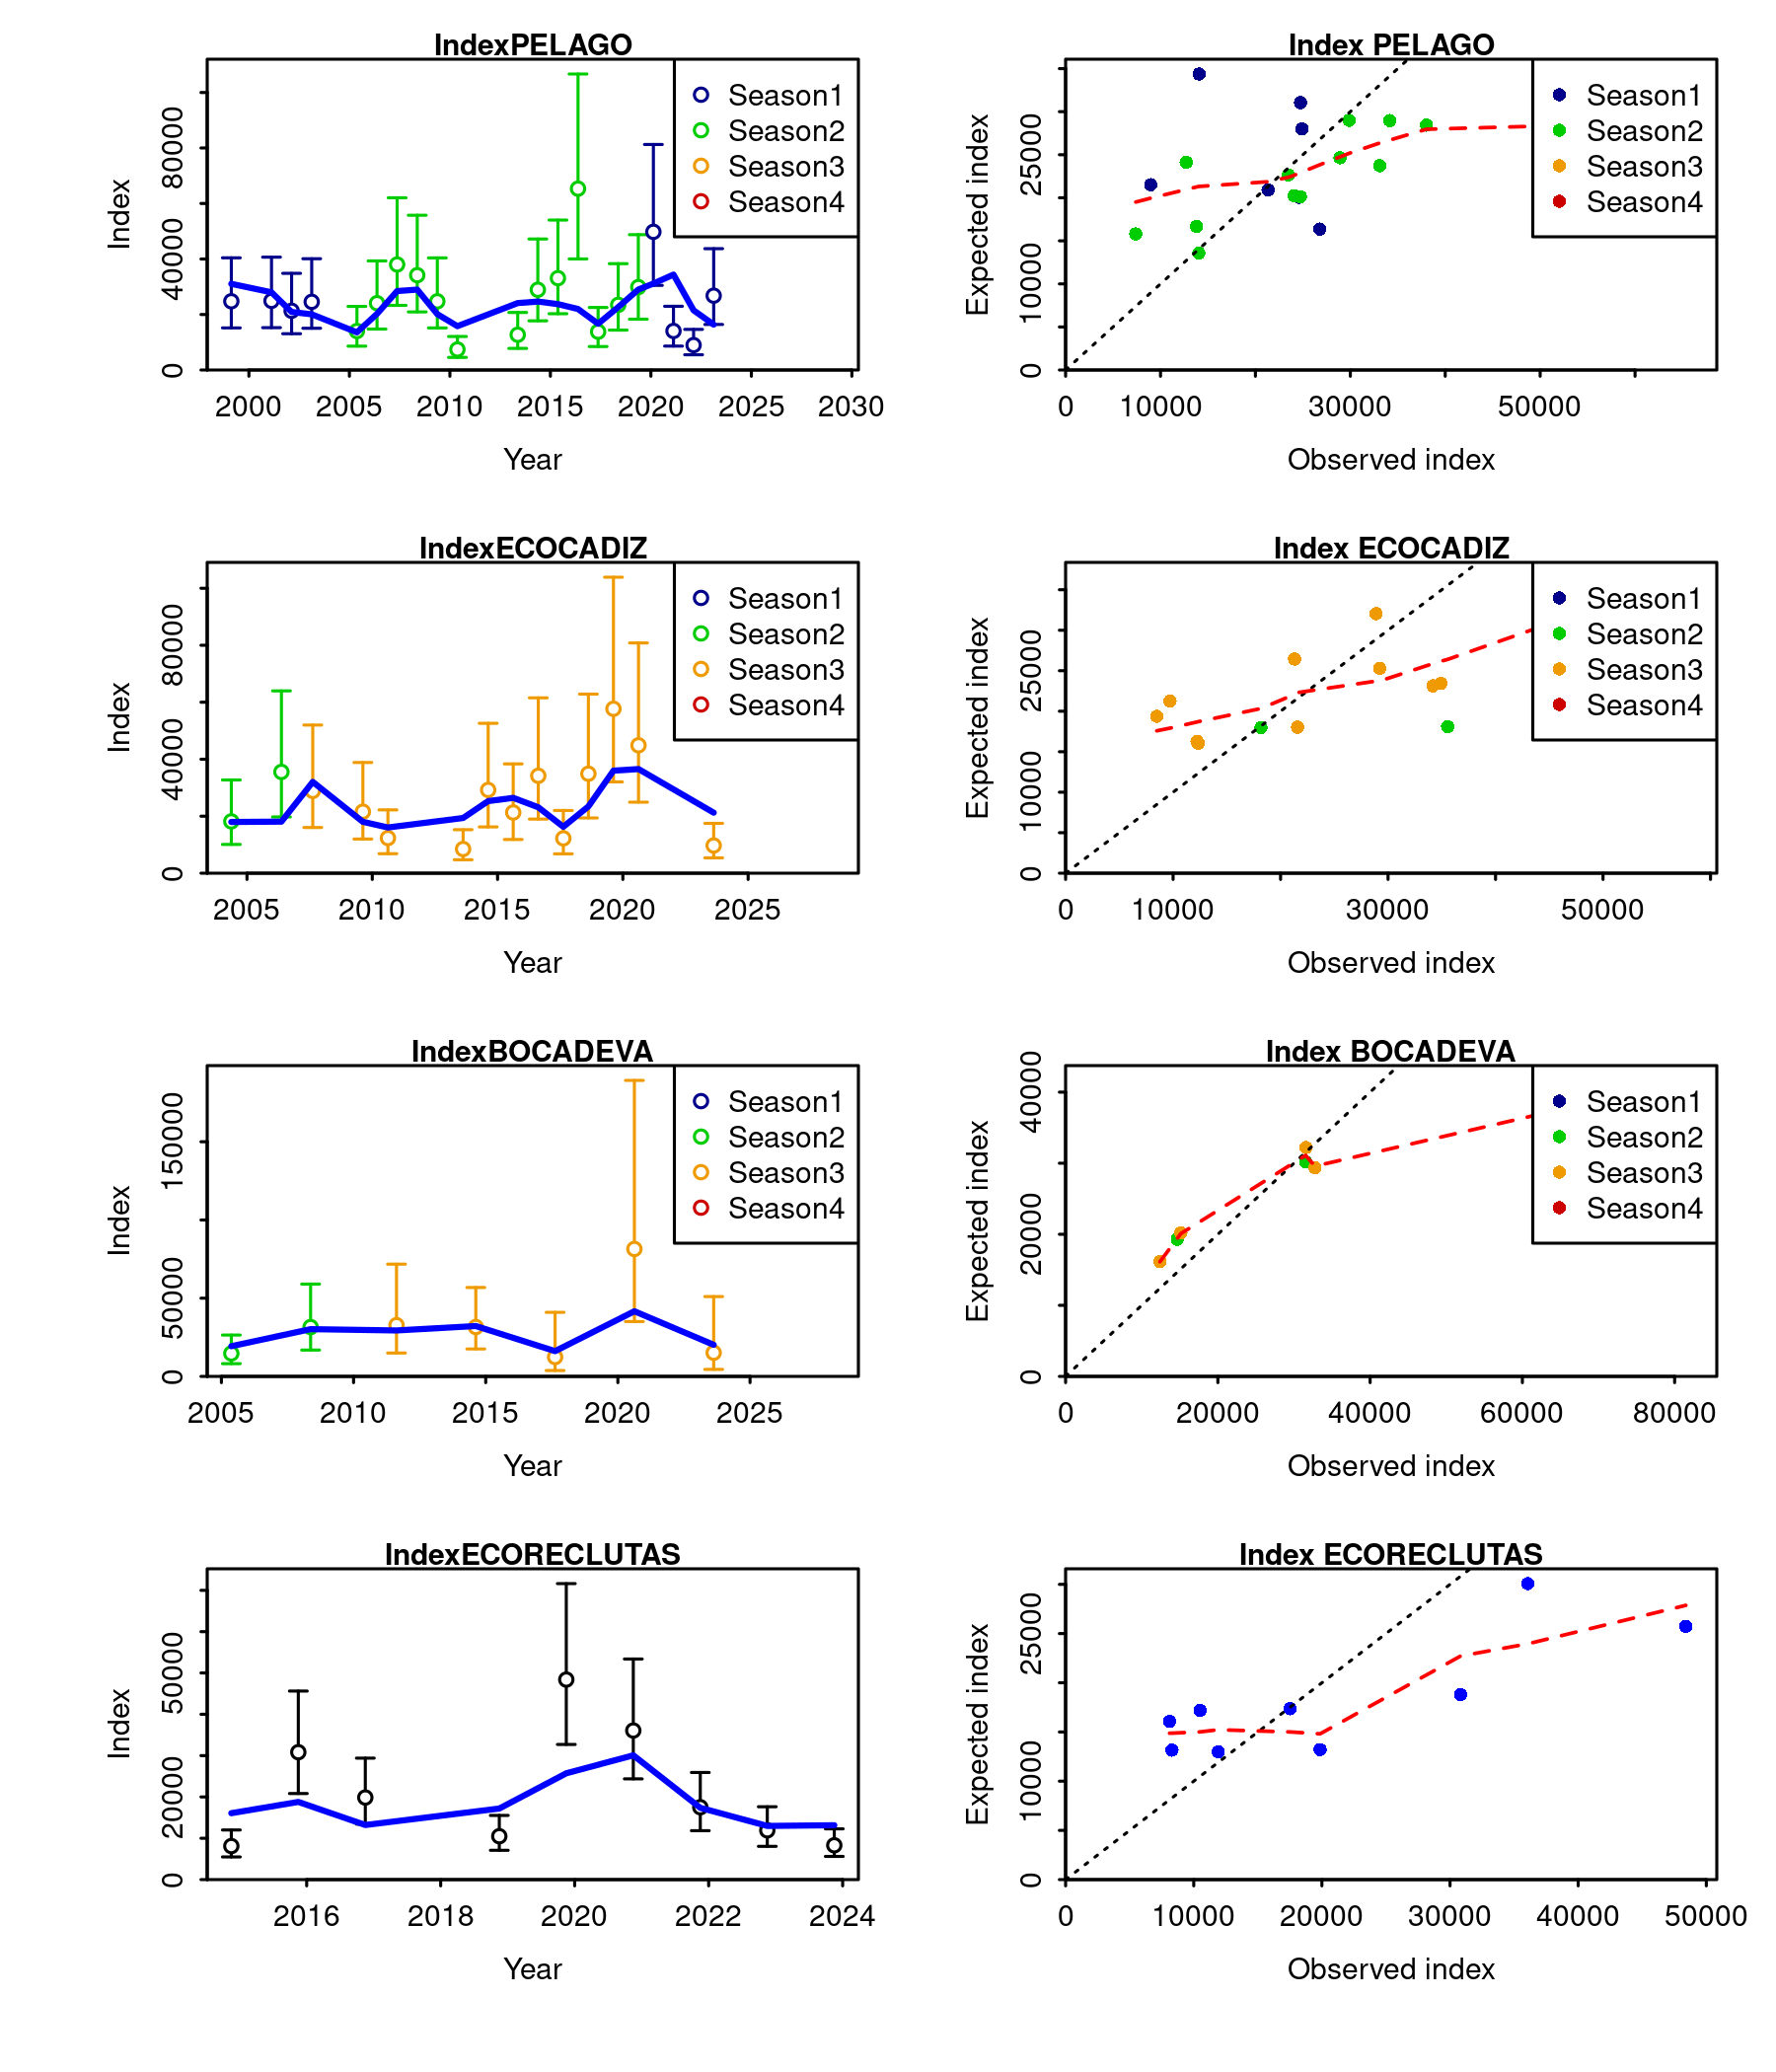 IndexPELAGO
Index
0 40000 80000
Season1
Season2
Season3
Season4
2000 2005 2010 2015 2020 2025 2030
Year
Index PELAGO
Expected index
0 10000 25000
Season1
Season2
Season3
Season4
0 10000 30000 50000
Observed index
IndexECOCADIZ
Index
0 40000 80000
Season1
Season2
Season3
Season4
2005 2010 2015 2020 2025
Year
Index ECOCADIZ
Expected index
0 10000 25000
Season1
Season2
Season3
Season4
0 10000 30000 50000
Observed index
IndexBOCADEVA
Index
0 50000 150000
Season1
Season2
Season3
Season4
2005 2010 2015 2020 2025
Year
Index BOCADEVA
Expected index
0 20000 40000
Season1
Season2
Season3
Season4
0 20000 40000 60000 80000
Observed index
IndexECORECLUTAS
Index
0 20000 50000
2016 2018 2020 2022 2024
Year
Index ECORECLUTAS
Expected index
0 10000 25000
0 10000 20000 30000 40000 50000
Observed index